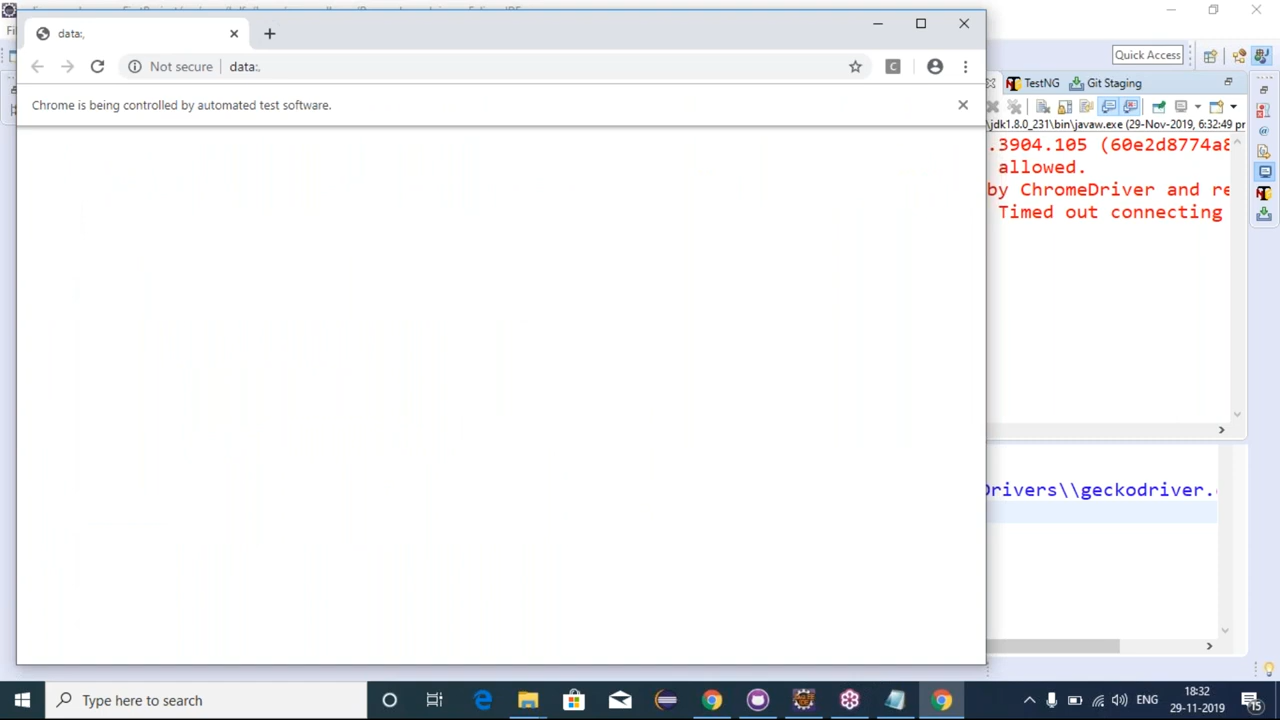 data:,
Quick Access
Not secure
data:,
TestNG
Git Staging
Chrome is being controlled by automated test software.
\jdk1.8.0_231\bin\javaw.exe (29-Nov-2019, 6:32:49 pm
.3904.105 (60e2d8774a8
allowed.
by ChromeDriver and re
Timed out connecting
Drivers\\geckodriver.
Type here to search
ENG
18:32
29-11-2019
15